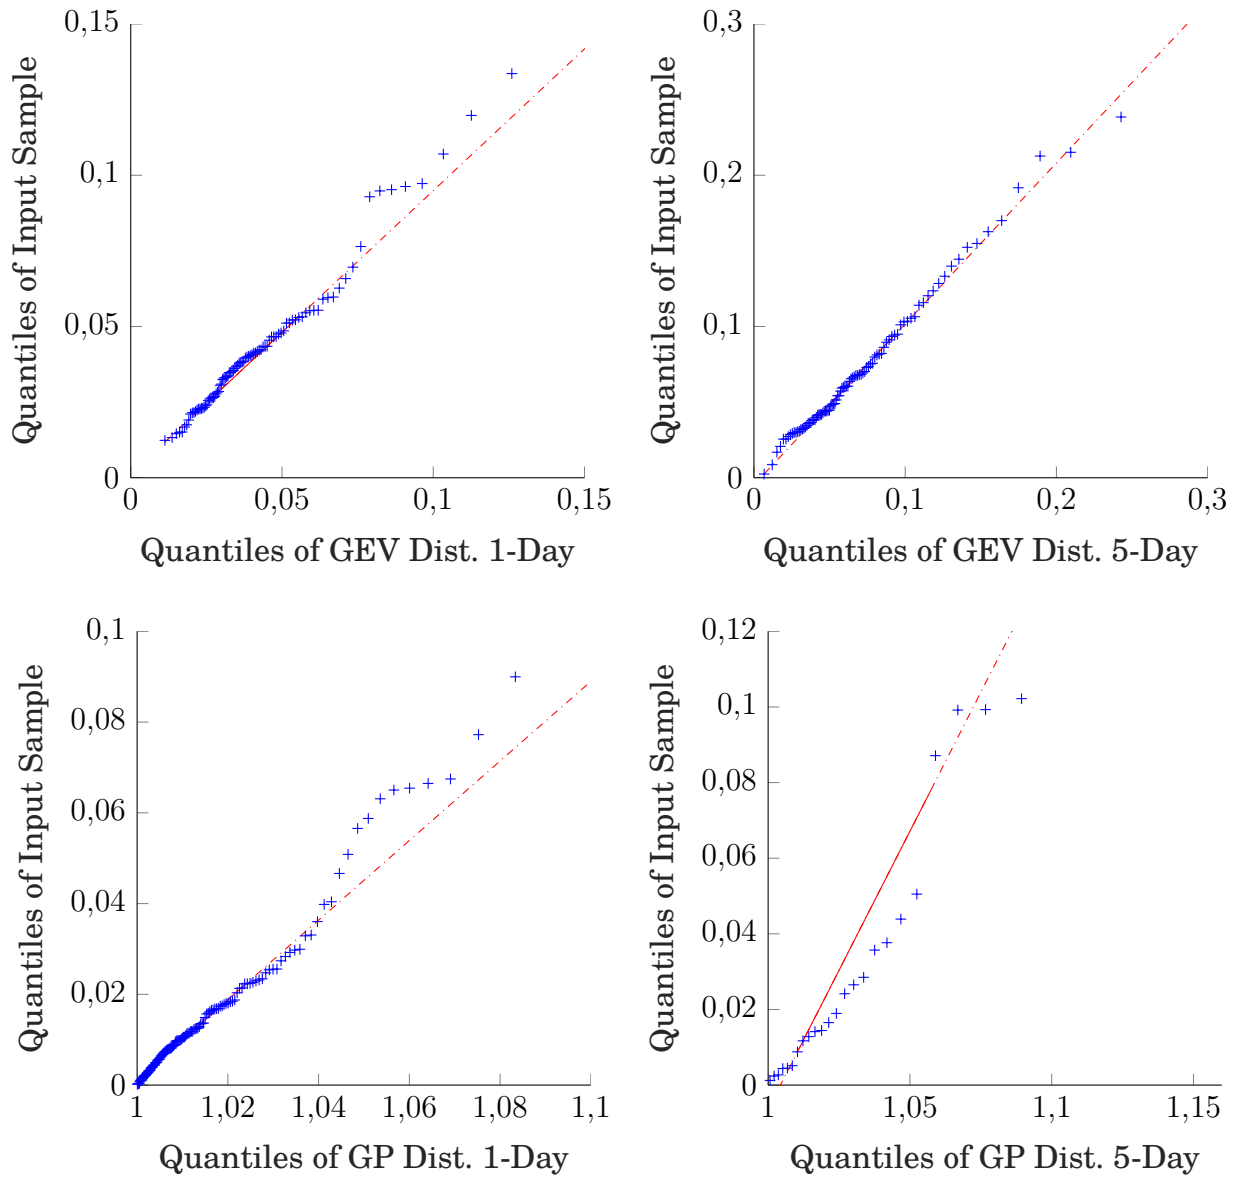 Quantiles of Input Sample
0,15
0,1
0,05
0
0 0,05 0,1 0,15
Quantiles of GEV Dist. 1-Day
Quantiles of Input Sample
0,3
0,2
0,1
0
0 0,1 0,2 0,3
Quantiles of GEV Dist. 5-Day
Quantiles of Input Sample
0,1
0,08
0,06
0,04
0,02
0
1 1,02 1,04 1,06 1,08 1,1
Quantiles of GP Dist. 1-Day
Quantiles of Input Sample
0,12
0,1
0,08
0,06
0,04
0,02
0
1 1,05 1,1 1,15
Quantiles of GP Dist. 5-Day